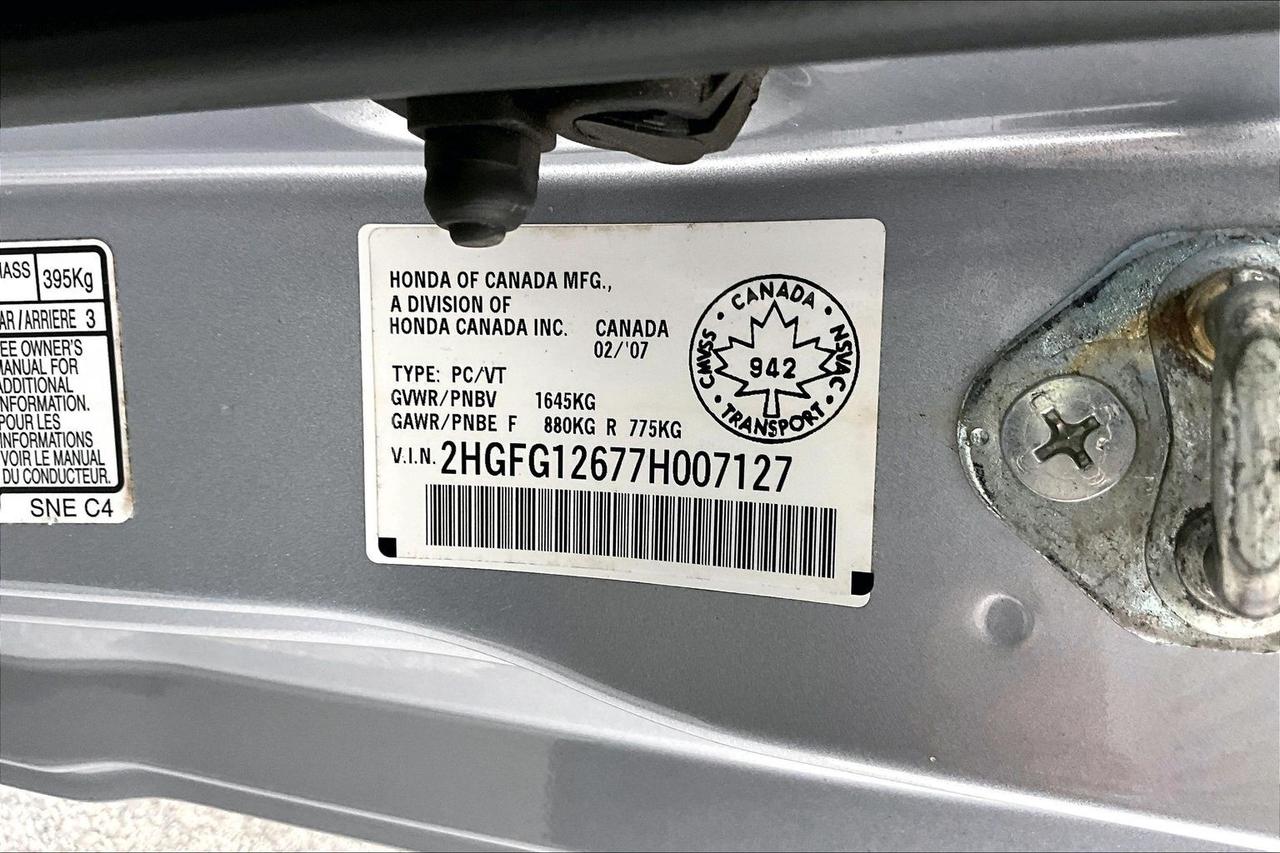 MASS 395Kg
AR/ARRIERE 3
EE OWNER'S
MANUAL FOR
ADDITIONAL
NFORMATION.
POUR LES
INFORMATIONS
VOIR LE MANUAL
DU CONDUCTEUR.
SNE C4
HONDA OF CANADA MFG.,
A DIVISION OF
HONDA CANADA INC. CANADA
02/'07
TYPE: PC/VT
GVWR/PNBV 1645KG
GAWR/PNBE F 880KG R 775KG
V.I.N. 2HGFG12677H007127
CANADA
NSVAC
TRANSPORT
CMVSS
942